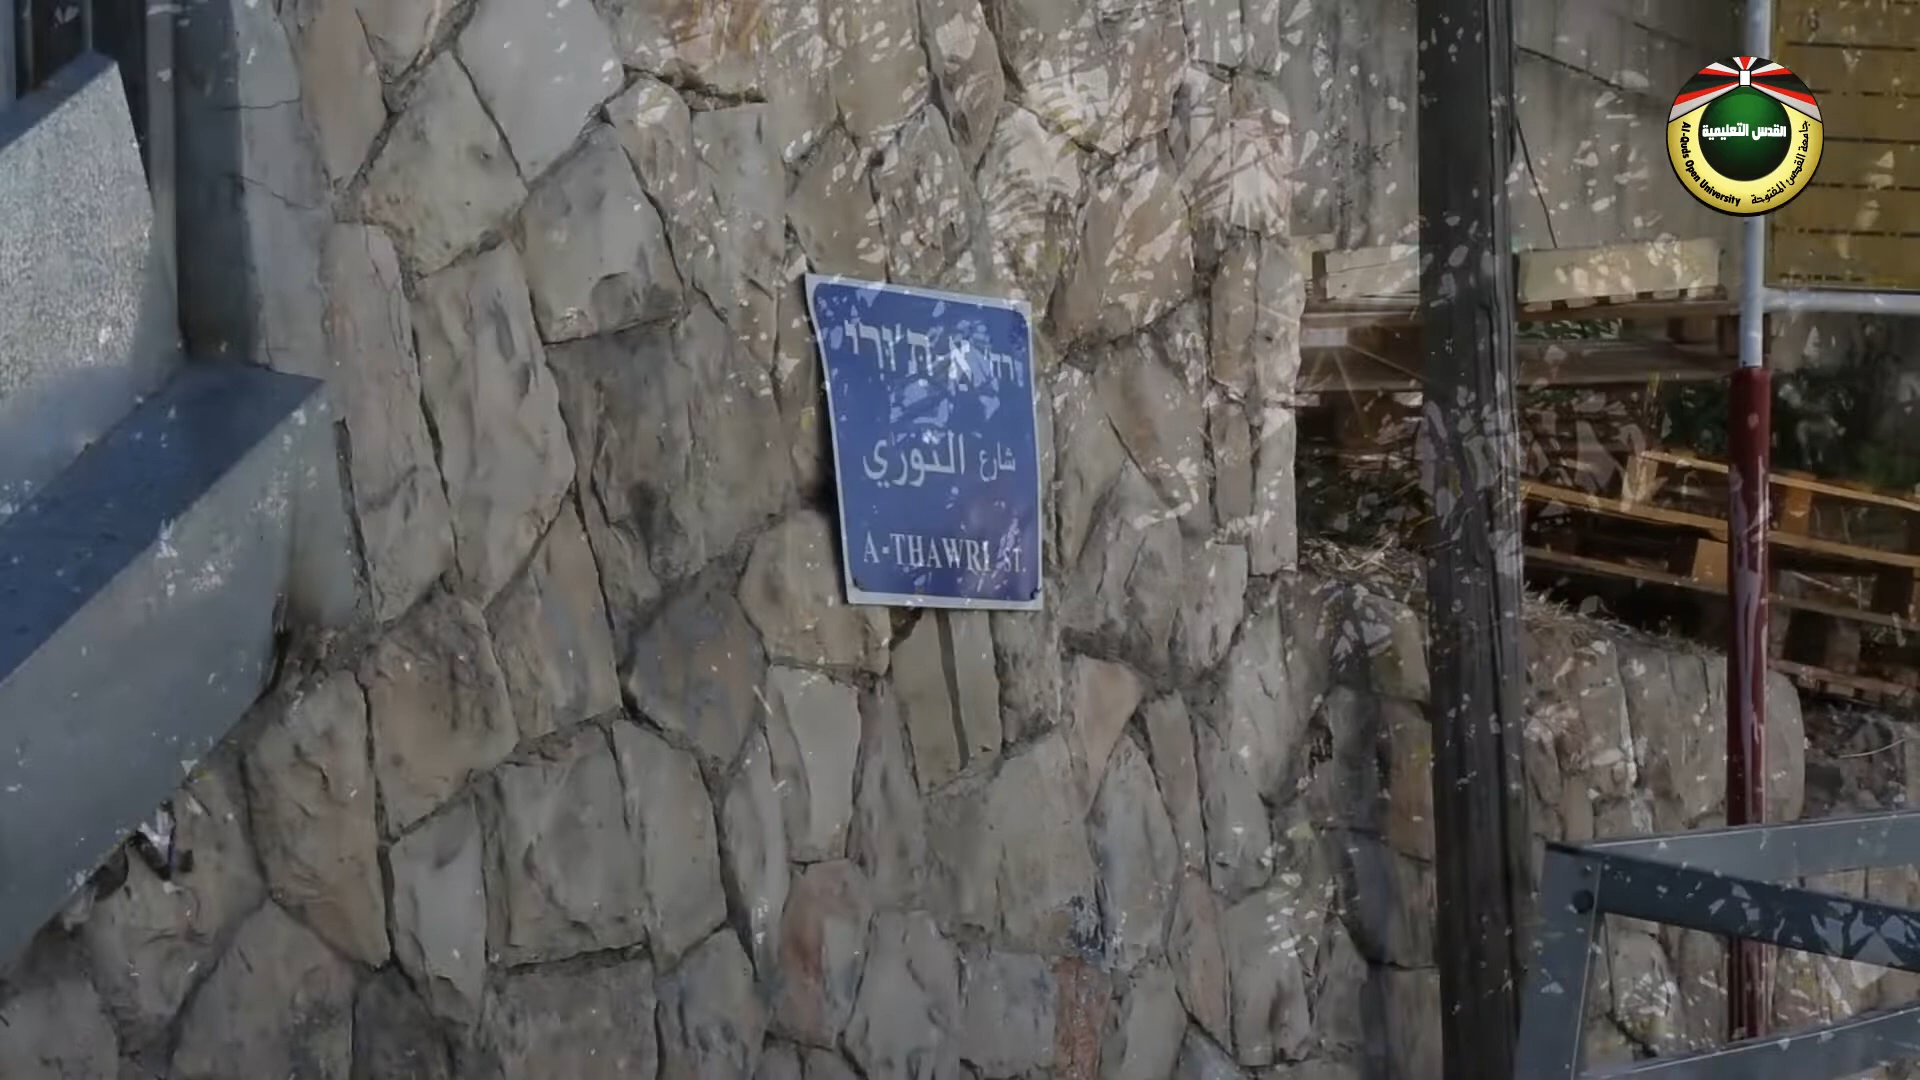 רח' א-ת'ורי
شارع الثوري
A-THAWRI ST.
القدس التعليمية
جامعة القدس المفتوحة
Al-Quds Open University